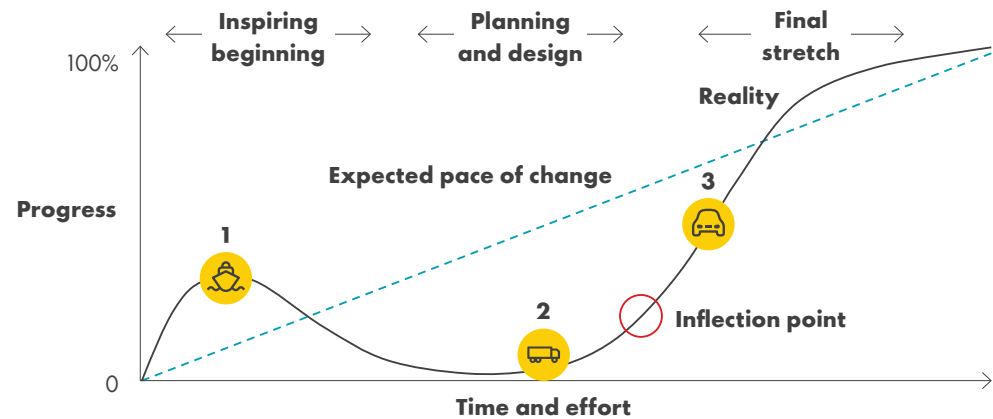 Inspiring
beginning
Planning
and design
Final
stretch
100%
Reality
Expected pace of change
3
Progress
1
2
Inflection point
0
Time and effort